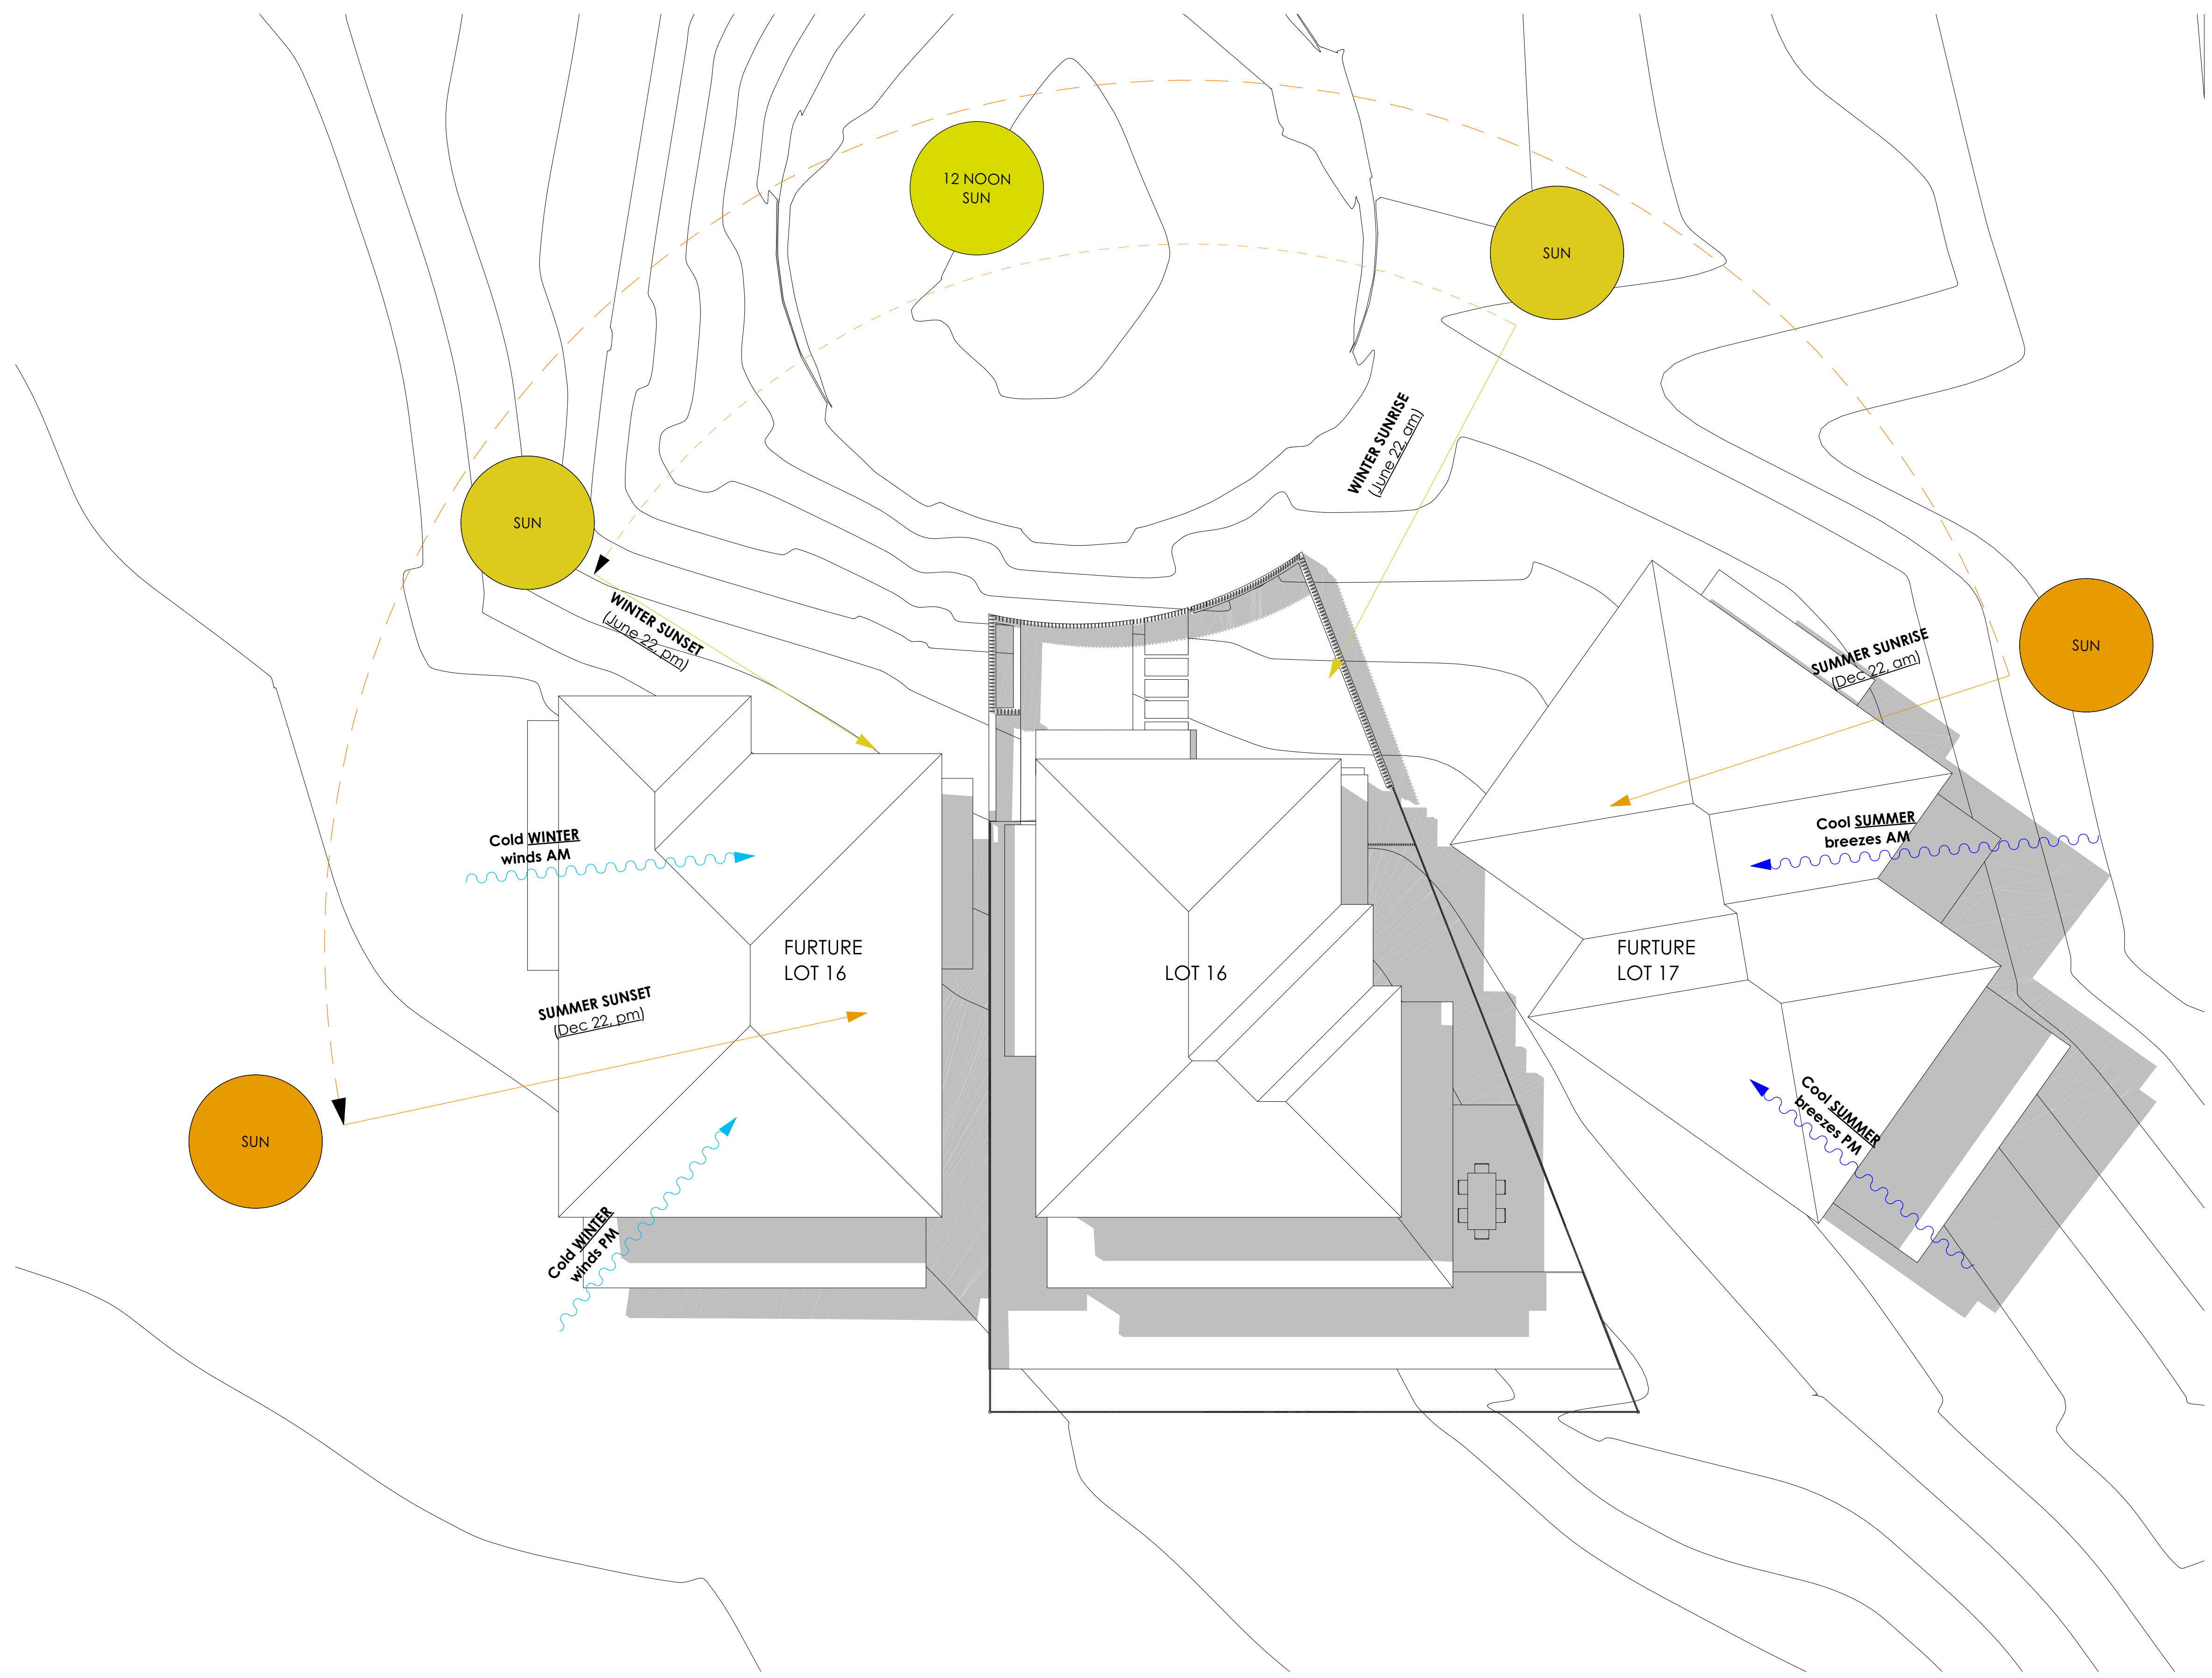 12 NOON
SUN
SUN
WINTER SUNRISE
(June 22, am)
SUN
WINTER SUNSET
(June 22, pm)
SUMMER SUNRISE
(Dec 22, am)
SUN
Cold WINTER
winds AM
Cool SUMMER
breezes AM
FURTURE
LOT 16
LOT 16
FURTURE
LOT 17
SUMMER SUNSET
(Dec 22, pm)
SUN
Cool SUMMER
breezes PM
Cold WINTER
winds PM